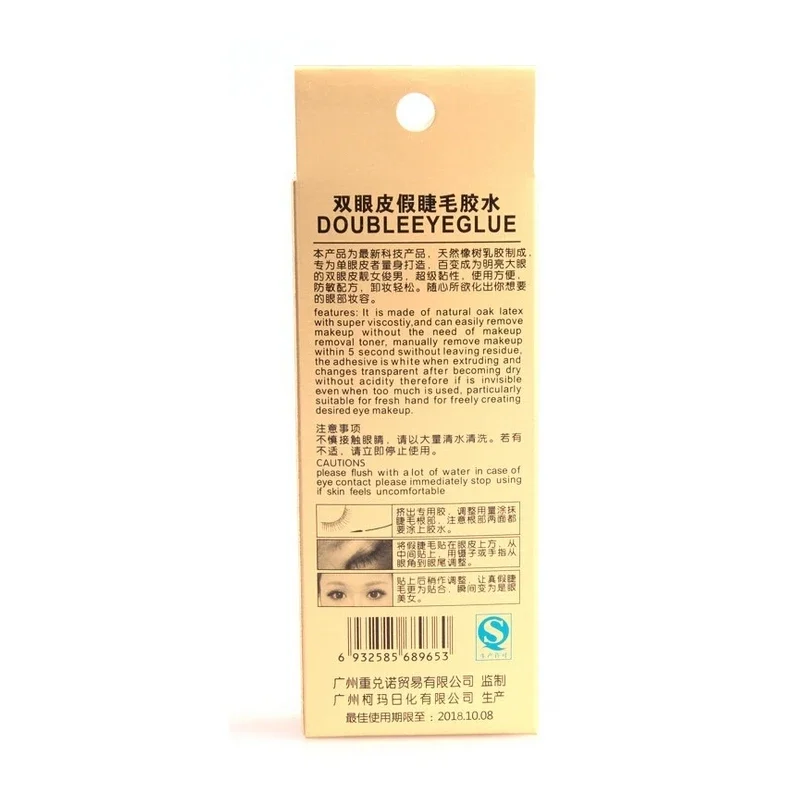 双眼皮假睫毛胶水
DOUBLEEYEGLUE
本产品为最新科技产品，天然橡树乳胶制成，
专为单眼皮者量身打造，百变成为明亮大眼
的双眼皮靓女俊男，超级黏性，使用方便，
防敏配方，卸妆轻松。随心所欲化出你想要
的眼部妆容。
features: It is made of natural oak latex
with super viscostiy,and can easily remove
makeup without the need of makeup
removal toner, manually remove makeup
within 5 second swithout leaving residue,
the adhesive is white when extruding and
changes transparent after becoming dry
without acidity therefore if is invisible
even when too much is used, particularly
suitable for fresh hand for freely creating
desired eye makeup.
注意事项
不慎接触眼睛，请以大量清水清洗。若有
不适，请立即停止使用。
CAUTIONS
please flush with a lot of water in case of
eye contact please immediately stop using
if skin feels uncomfortable
挤出专用胶，调整用量涂抹
睫毛根部，注意根部两面都
要涂上胶水。
将假睫毛贴在眼皮上方，从
中间贴上，用镊子或手指从
眼角到眼尾调整。
贴上后稍作调整，让真假睫
毛更为贴合，瞬间变为是眼
美女。
6 932585 689653
生产许可
广州重兑诺贸易有限公司 监制
广州柯玛日化有限公司 生产
最佳使用期限至：2018.10.08